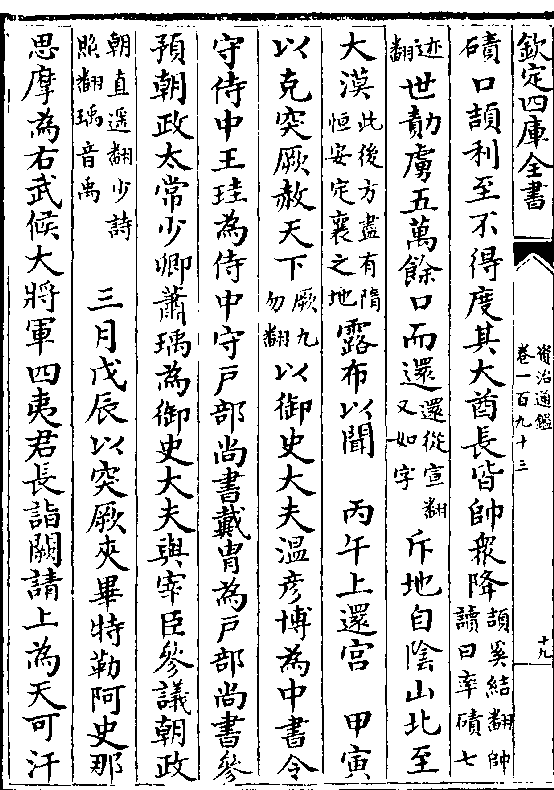 欽定四庫全書
資治通鑑
卷一百九十三
十九
磧口頡利至不得度其大酋長皆帥衆降頡奚結翻帥
讀曰率磧七
迹
翻世勣虜五萬餘口而還還從宣翻
又如字斥地自陰山北至
大漠此後方盡有隋
恒安定襄之地露布以聞　丙午上還宮　甲寅
以克突厥赦天下厥九
勿翻以御史大夫溫彦博為中書令
守侍中王珪為侍中守戶部尚書戴胄為戶部尚書參
預朝政太常少卿蕭瑀為御史大夫與宰臣參議朝政
朝直遥翻少詩
照翻瑀音禹　三月戊辰以突厥夾畢特勒阿史那
思摩為右武候大將軍四夷君長詣闕請上為天可汗